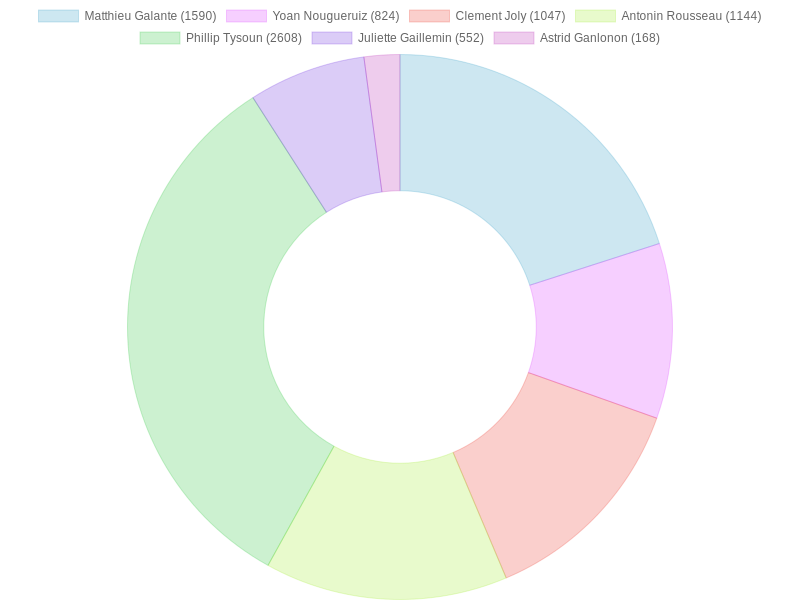 Matthieu Galante (1590) Yoan Nougueruiz (824) Clement Joly (1047) Antonin Rousseau (1144)
Phillip Tysoun (2608) Juliette Gaillemin (552) Astrid Ganlonon (168)